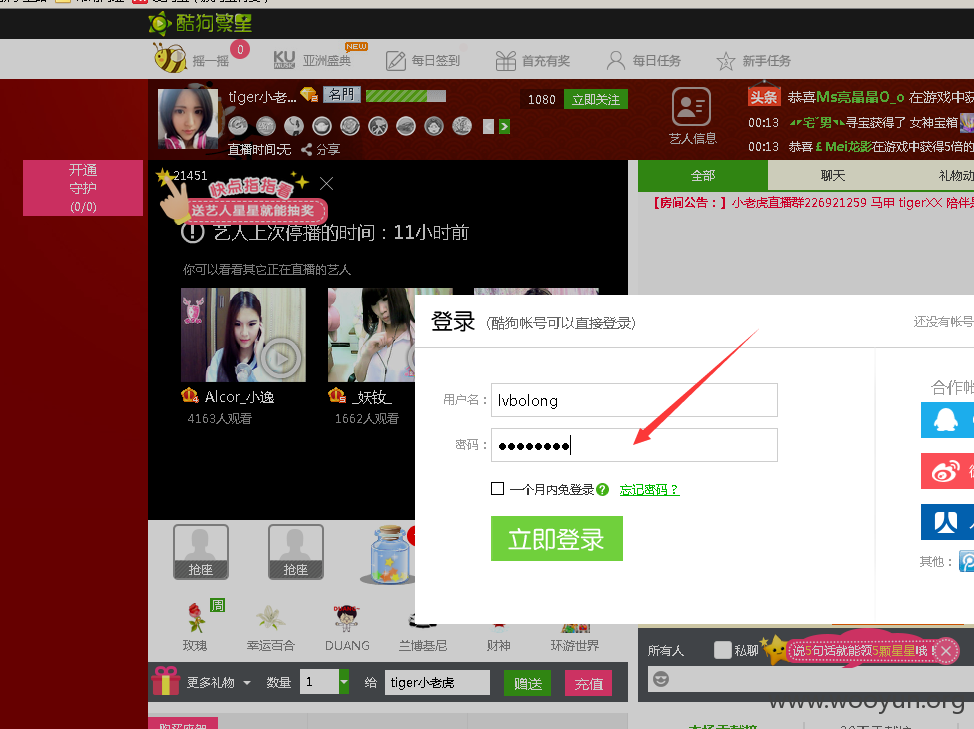 酷狗繁星
摇一摇 0 KU MUSIC 亚洲盛典 NEW 每日签到 首充有奖 每日任务 新手任务
tiger小老... 名門 1080 立即关注
直播时间:无 分享
艺人信息
头条 恭喜Ms亮晶晶O_o 在游戏中获
00:13 宅 男 寻宝获得了 女神宝箱
00:13 恭喜£ Mei龙影在游戏中获得5倍的
开通
守护
(0/0)
21451
快点指指看
送艺人星星就能抽奖
艺人上次停播的时间：11小时前
你可以看看其它正在直播的艺人
Alcor_小逸
4163人观看
_妖钕_
1662人观看
全部 聊天 礼物动
【房间公告：】小老虎直播群226921259 马甲 tigerXX 陪伴
登录 (酷狗帐号可以直接登录) 还没有帐号
用户名： lvbolong
密码： ●●●●●●●●
一个月内免登录 ? 忘记密码？
立即登录
合作帐
其他：
抢座 抢座
周
玫瑰 幸运百合 DUANG 兰博基尼 财神 环游世界
更多礼物 数量 1 给 tiger小老虎 赠送 充值
所有人 私聊 说5句话就能领5颗星星哦！
www.wooyun.org